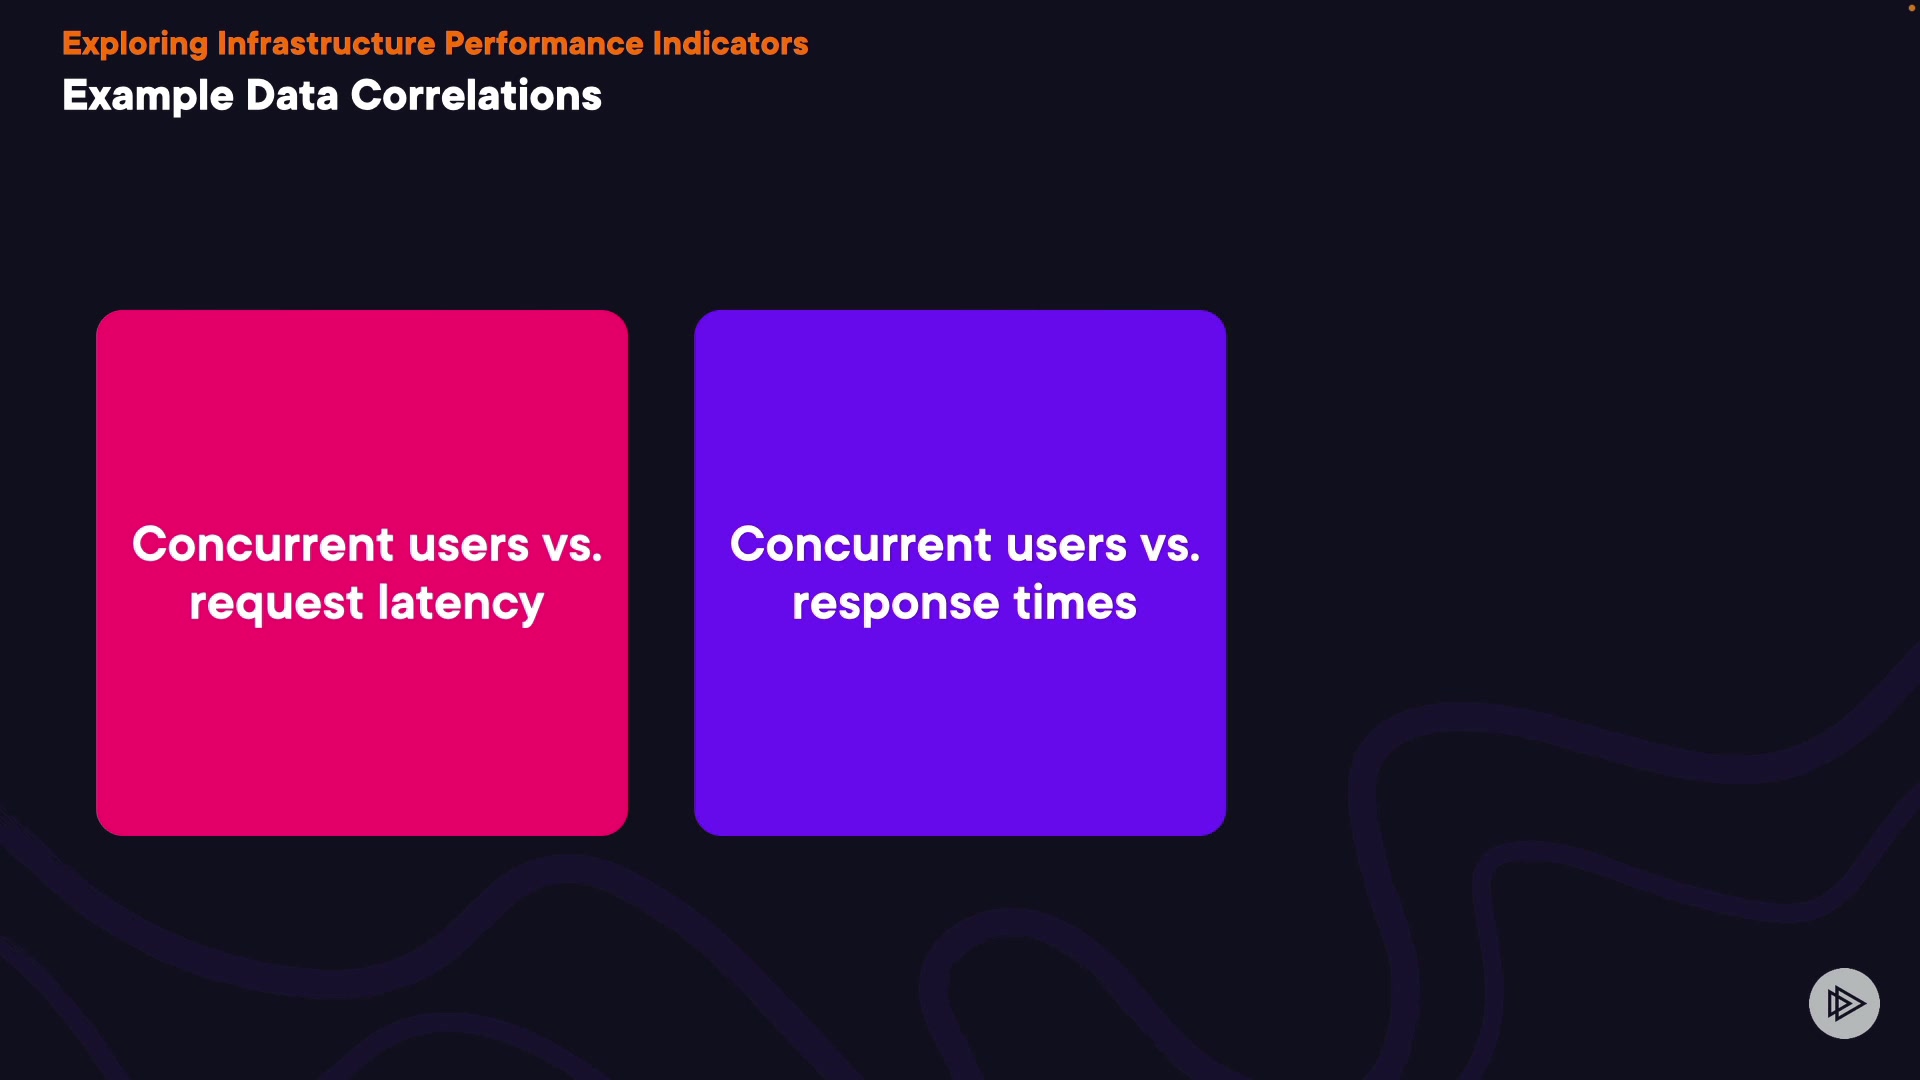 Exploring Infrastructure Performance Indicators
Example Data Correlations
Concurrent users vs.
request latency
Concurrent users vs.
response times